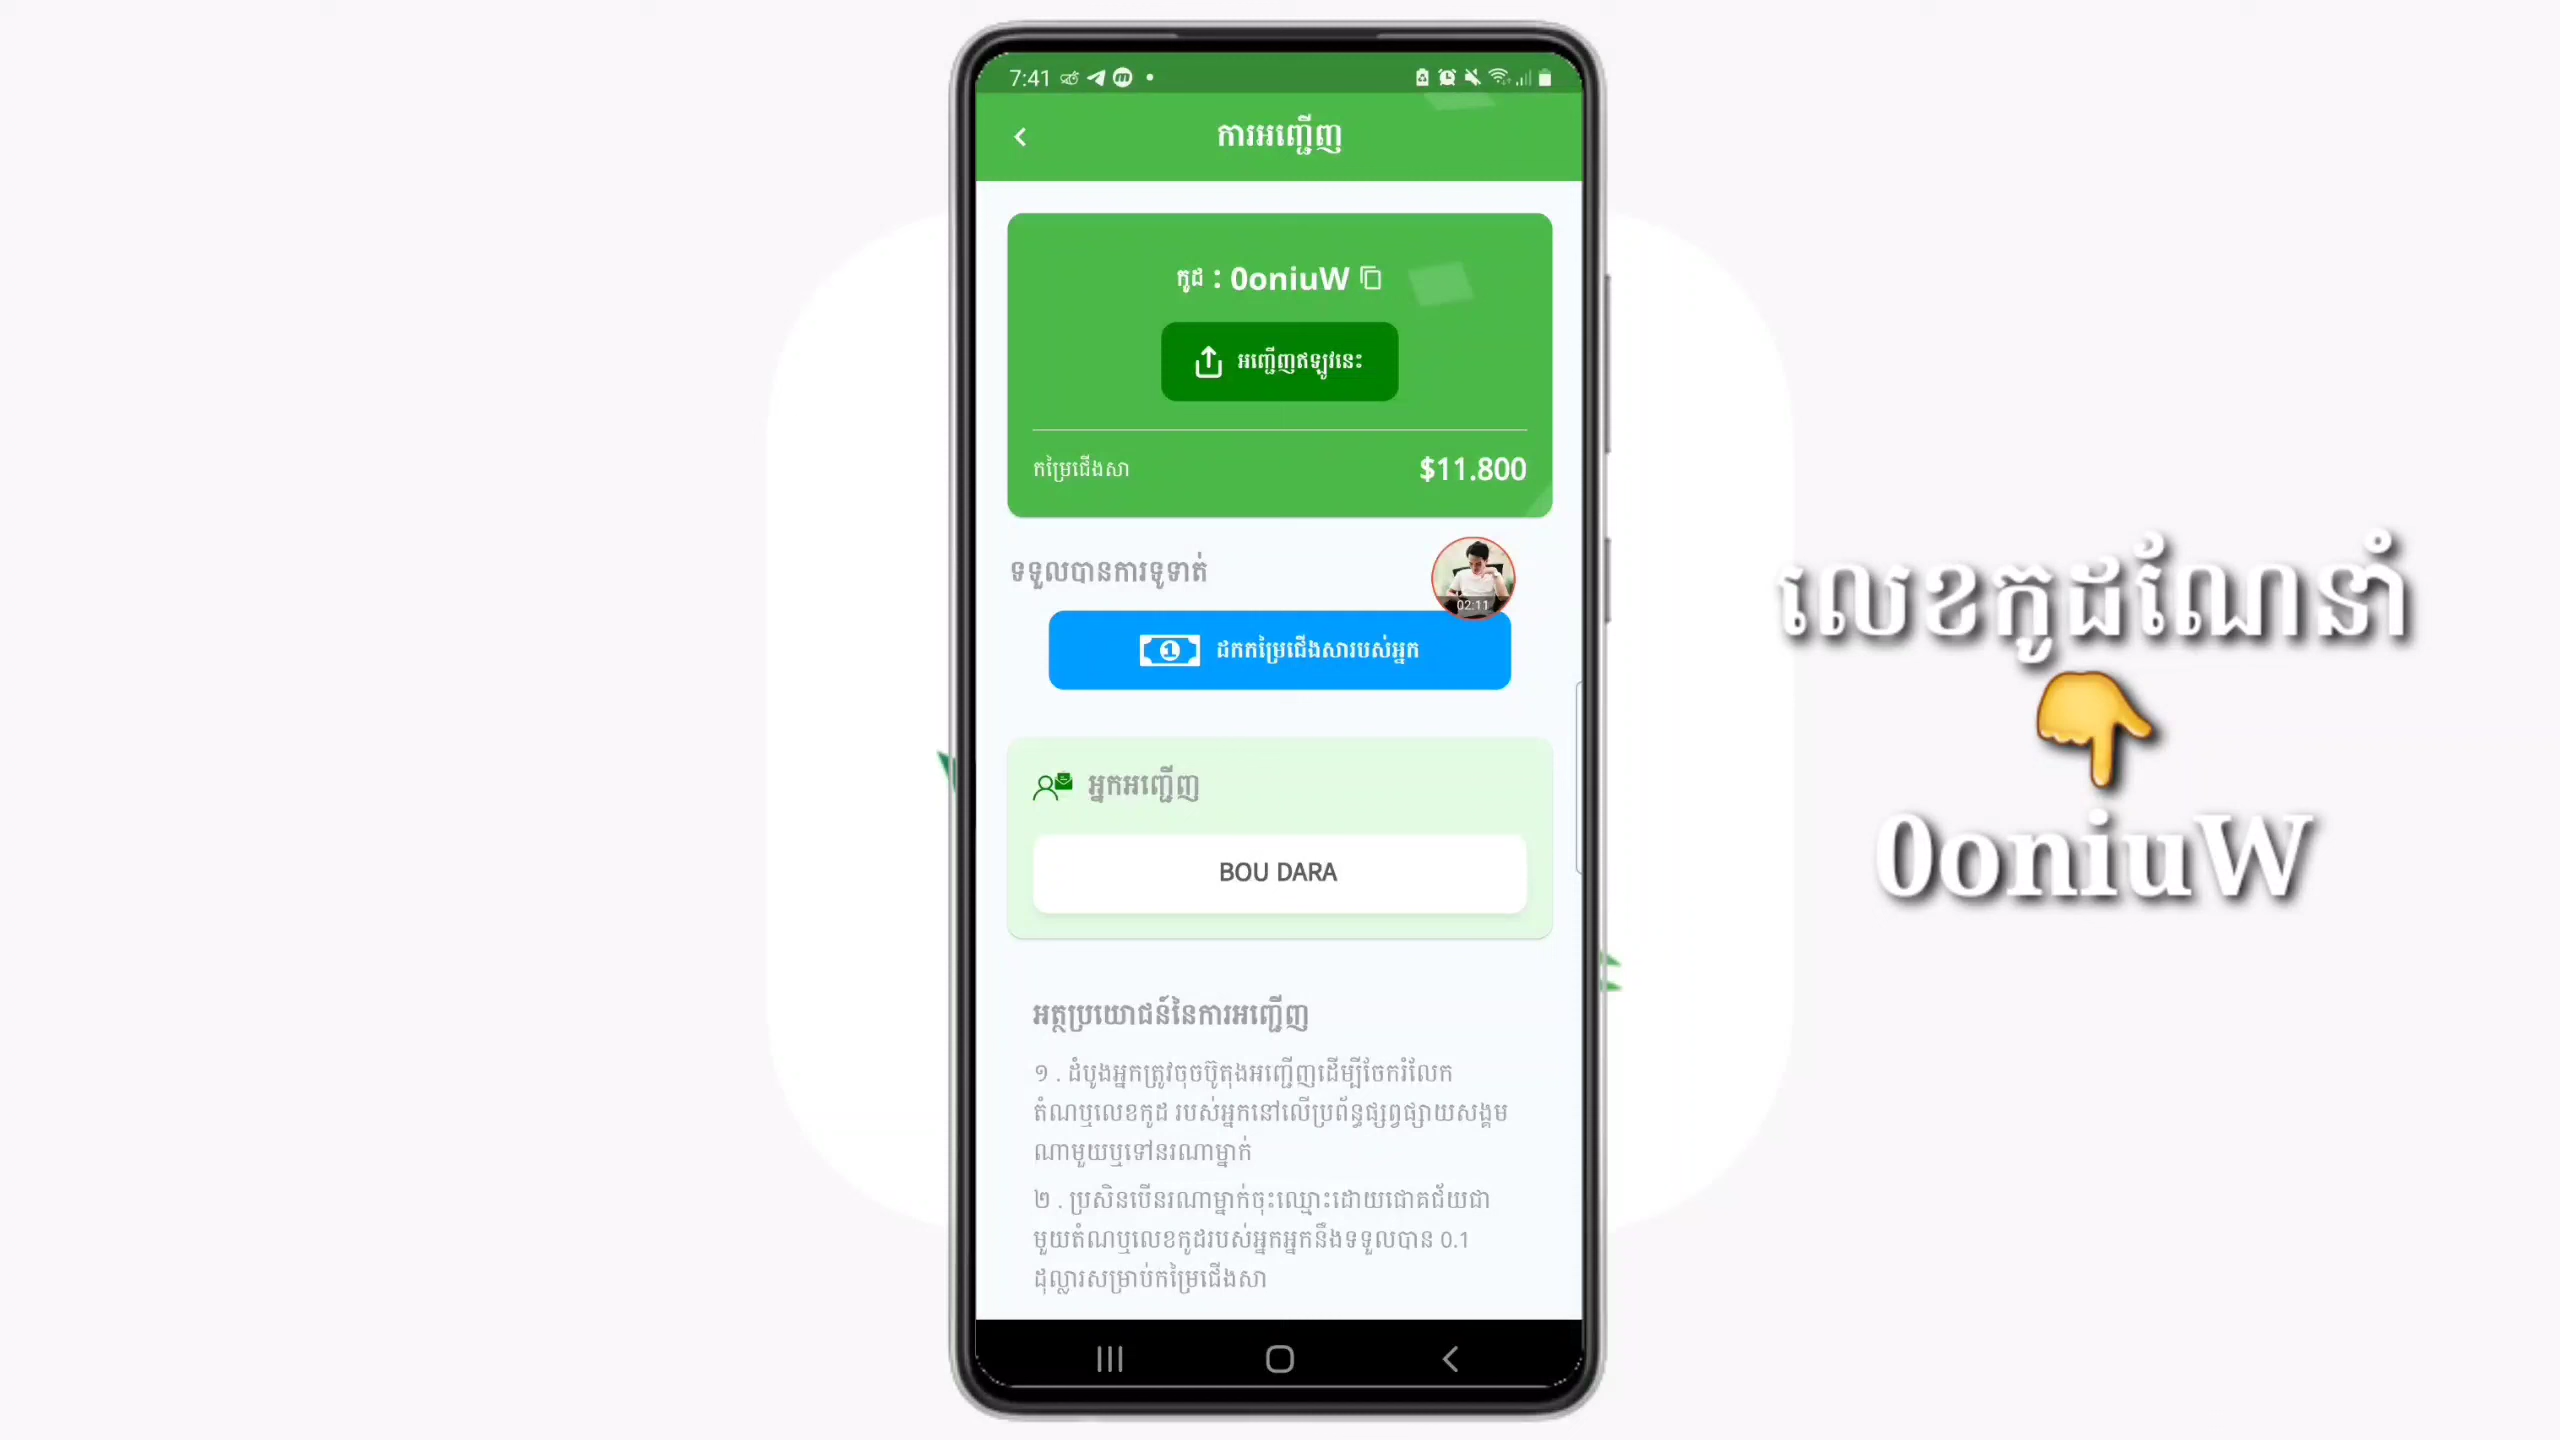 7:41
ការអញ្ជើញ
កូដ : 0oniuW
អញ្ជើញឥឡូវនេះ
កម្រៃជើងសា $11.800
ទទួលបានការទូទាត់
02:11
ដកកម្រៃជើងសារបស់អ្នក
អ្នកអញ្ជើញ
BOU DARA
អត្ថប្រយោជន៍នៃការអញ្ជើញ
១ . ដំបូងអ្នកត្រូវចុចប៊ូតុងអញ្ជើញដើម្បីចែករំលែក
តំណឬលេខកូដ របស់អ្នកនៅលើប្រព័ន្ធផ្សព្វផ្សាយសង្គម
ណាមួយឬទៅនរណាម្នាក់
២ . ប្រសិនបើនរណាម្នាក់ចុះឈ្មោះដោយជោគជ័យជា
មួយតំណឬលេខកូដរបស់អ្នកអ្នកនឹងទទួលបាន 0.1
ដុល្លារសម្រាប់កម្រៃជើងសា
លេខកូដណែនាំ
0oniuW